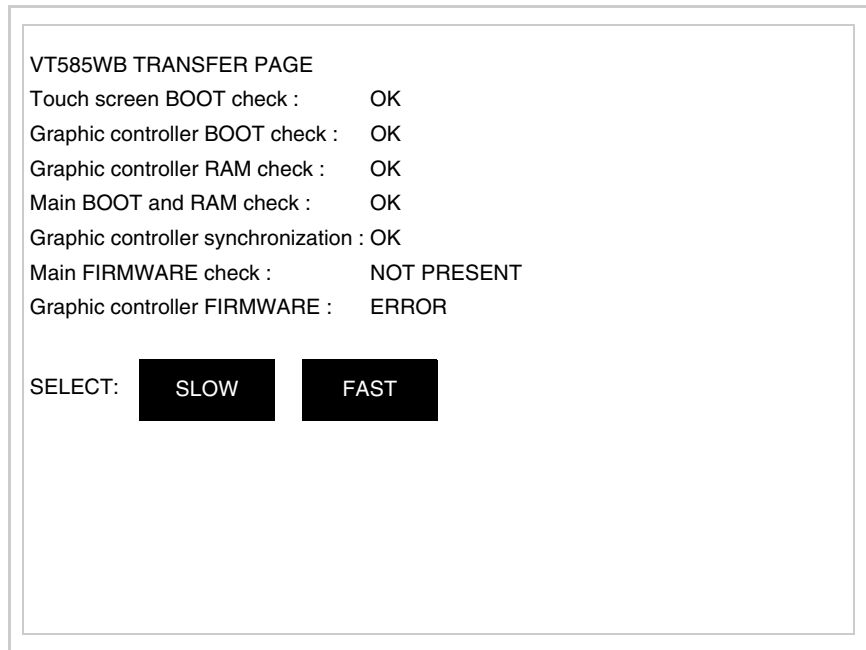 VT585WB TRANSFER PAGE
Touch screen BOOT check : OK
Graphic controller BOOT check : OK
Graphic controller RAM check : OK
Main BOOT and RAM check : OK
Graphic controller synchronization : OK
Main FIRMWARE check : NOT PRESENT
Graphic controller FIRMWARE : ERROR
SELECT: SLOW FAST